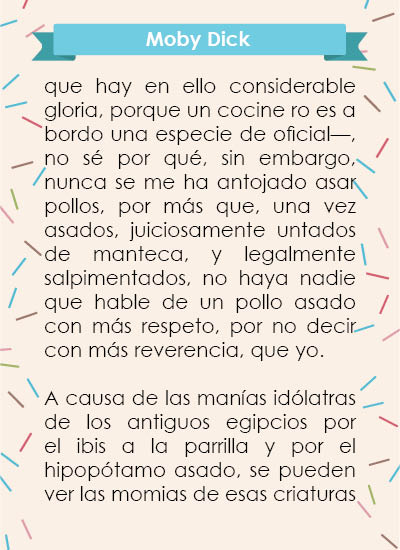 Moby Dick
que hay en ello considerable
gloria, porque un cocine ro es a
bordo una especie de oficial—,
no sé por qué, sin embargo,
nunca se me ha antojado asar
pollos, por más que, una vez
asados, juiciosamente untados
de manteca, y legalmente
salpimentados, no haya nadie
que hable de un pollo asado
con más respeto, por no decir
con más reverencia, que yo.
A causa de las manías idólatras
de los antiguos egipcios por
el ibis a la parrilla y por el
hipopótamo asado, se pueden
ver las momias de esas criaturas